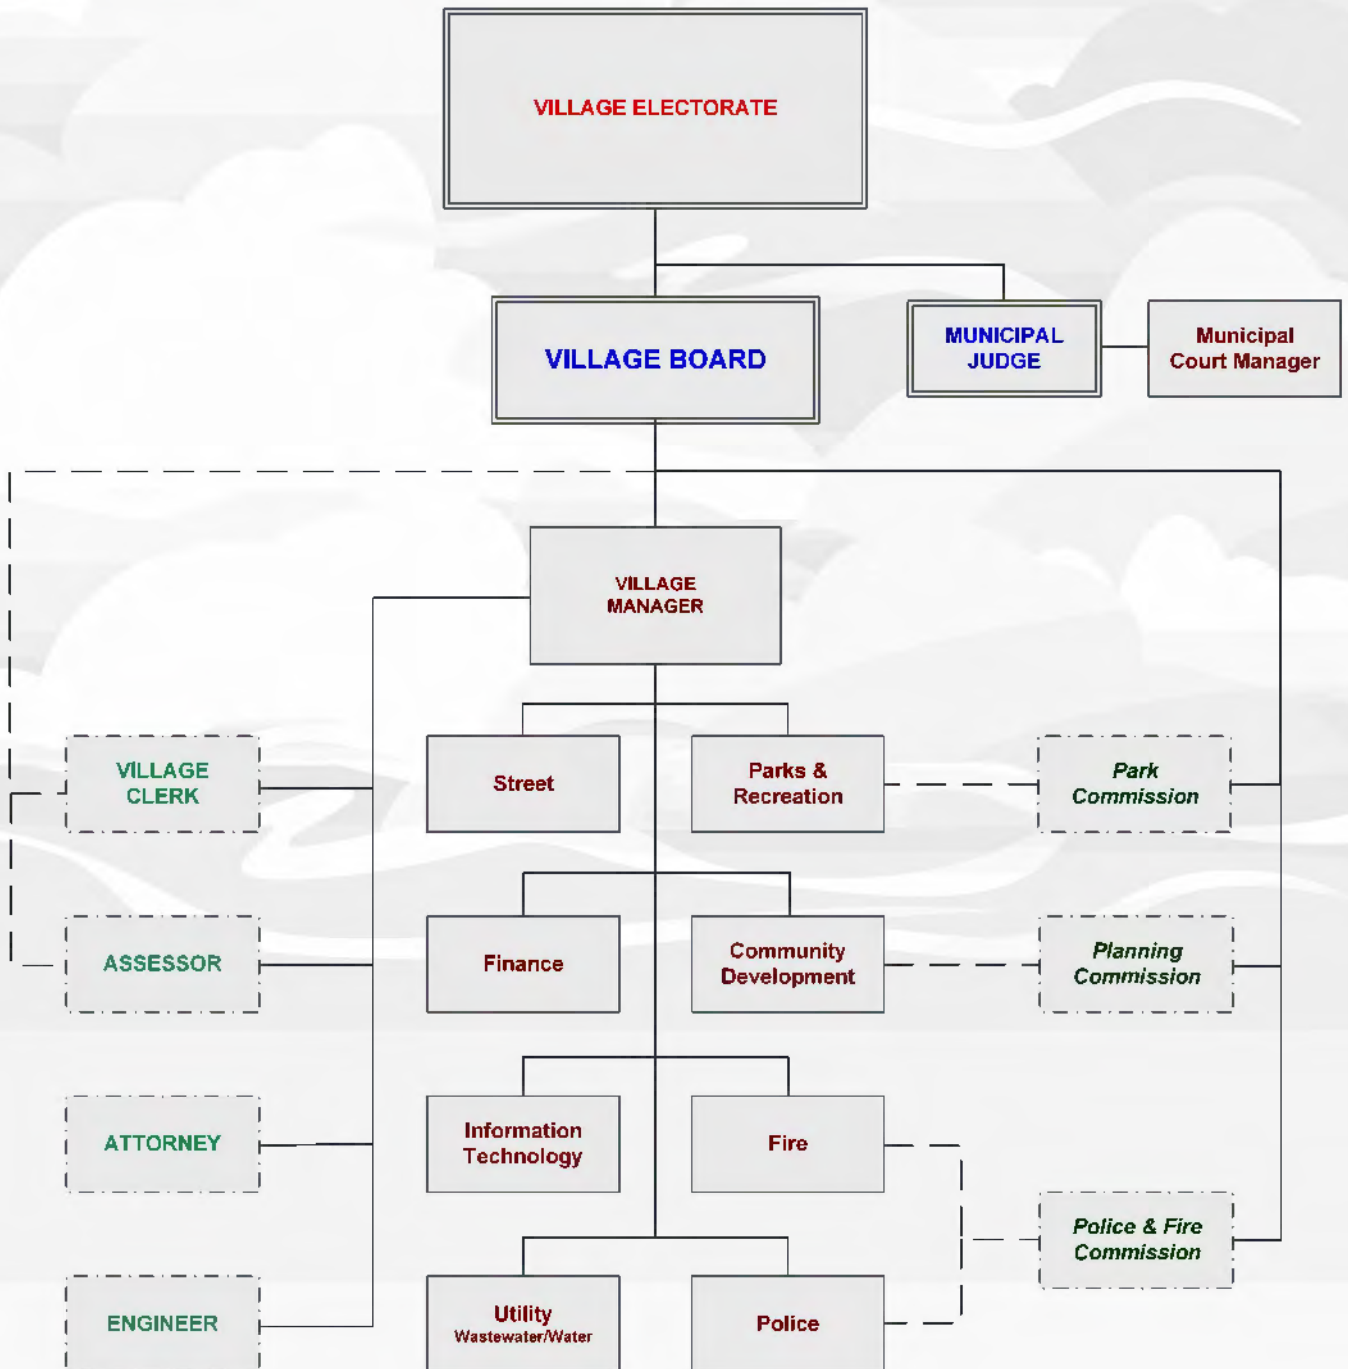 VILLAGE ELECTORATE
VILLAGE BOARD
MUNICIPAL
JUDGE
Municipal
Court Manager
VILLAGE
MANAGER
VILLAGE
CLERK
Street
Parks &
Recreation
Park
Commission
ASSESSOR
Finance
Community
Development
Planning
Commission
ATTORNEY
Information
Technology
Fire
Police & Fire
Commission
ENGINEER
Utility
Wastewater/Water
Police